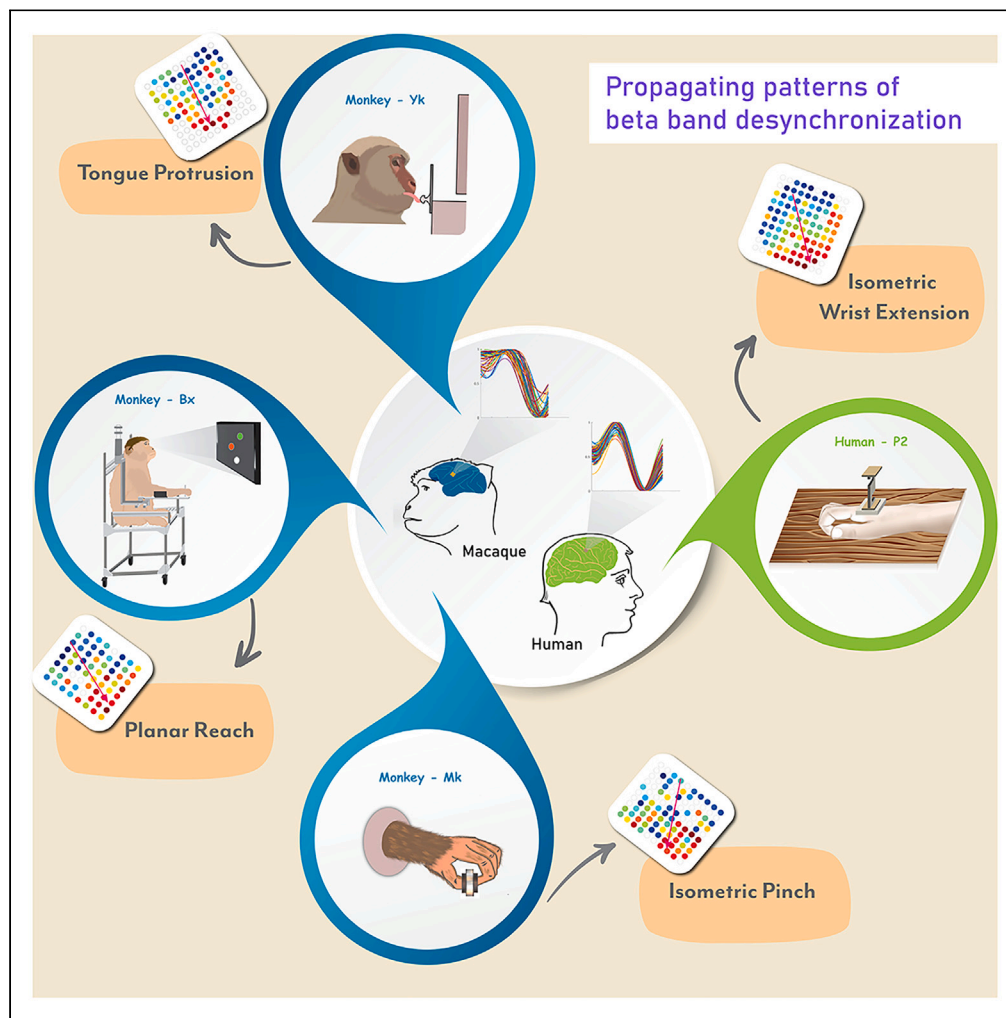 Propagating patterns of
beta band desynchronization
Monkey - Yk
Tongue Protrusion
Isometric
Wrist Extension
Monkey - Bx
Human - P2
Macaque
Human
Planar Reach
Monkey - Mk
Isometric Pinch